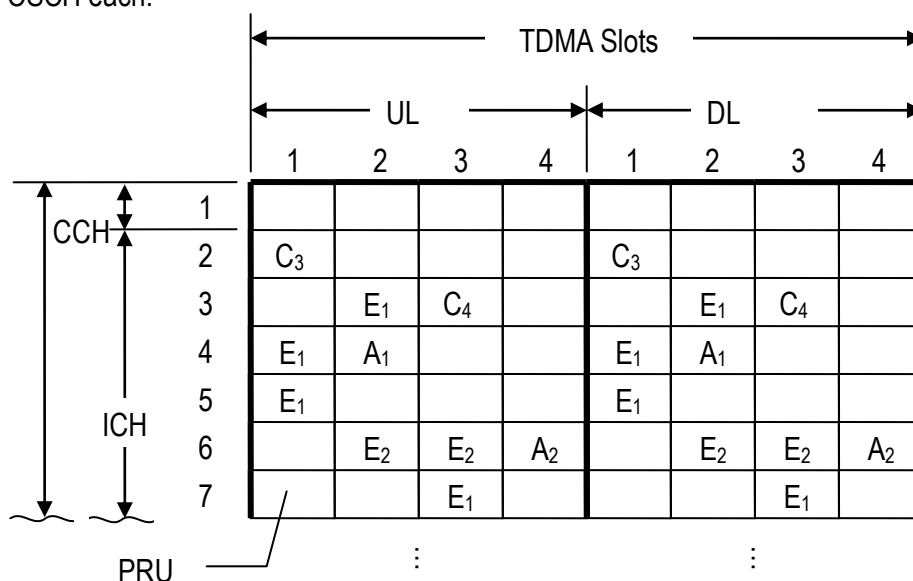 CSCH each.
TDMA Slots
UL DL
1 2 3 4 1 2 3 4
1
CCH
2 C₃ C₃
3 E₁ C₄ E₁ C₄
4 E₁ A₁ E₁ A₁
5 E₁ E₁
ICH
6 E₂ E₂ A₂ E₂ E₂ A₂
7 E₁ E₁
PRU ⋮ ⋮